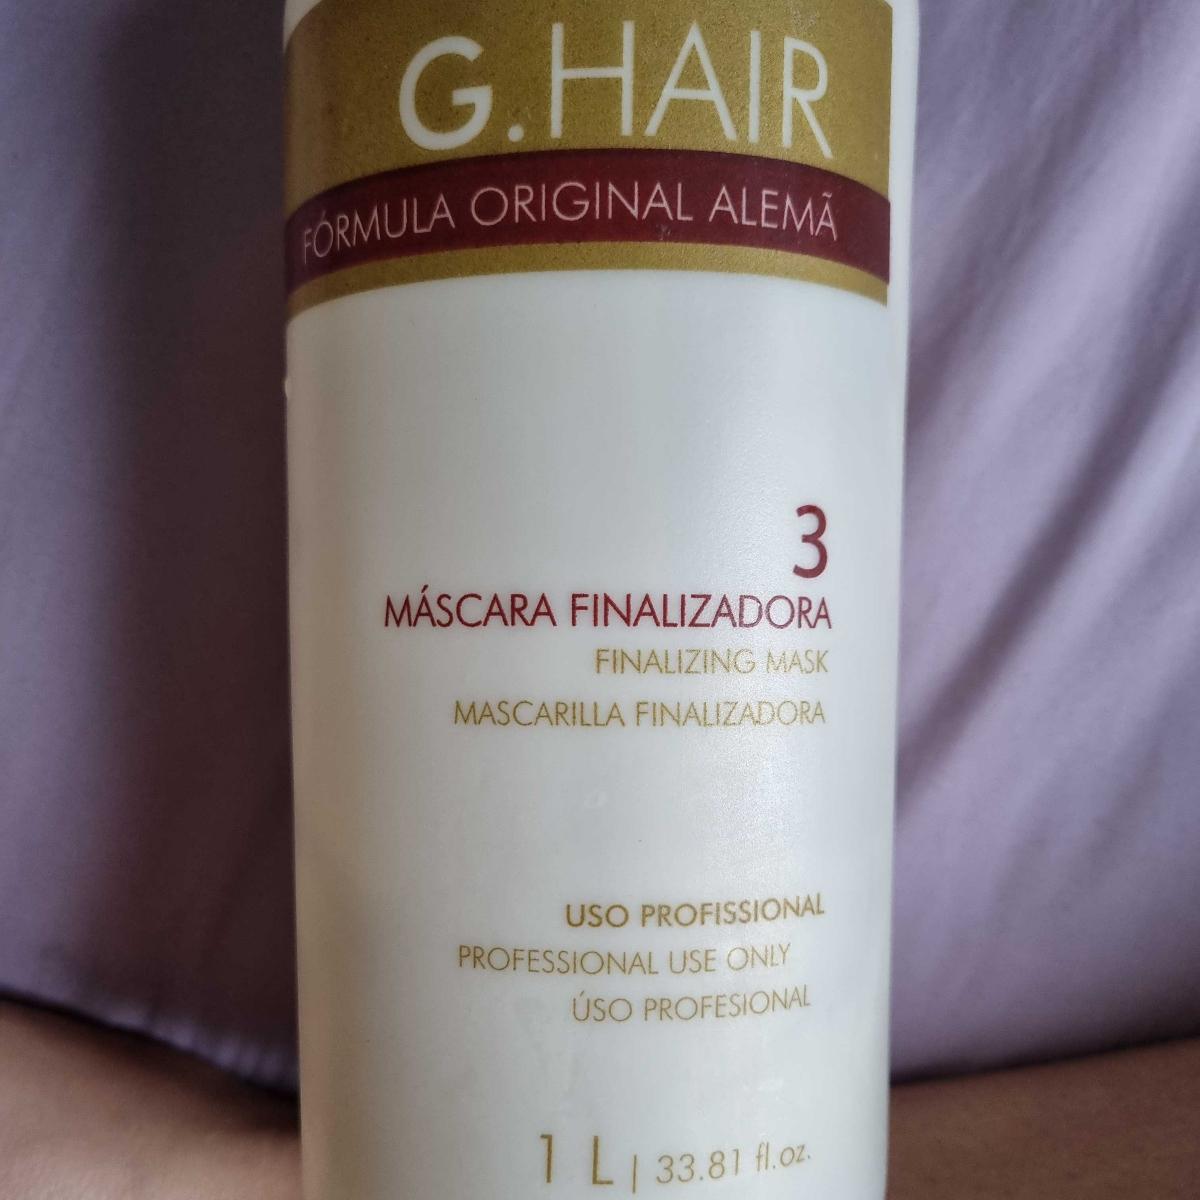 G.HAIR
FÓRMULA ORIGINAL ALEMÃ
3
MÁSCARA FINALIZADORA
FINALIZING MASK
MASCARILLA FINALIZADORA
USO PROFISSIONAL
PROFESSIONAL USE ONLY
ÚSO PROFESIONAL
1 L | 33.81 fl.oz.